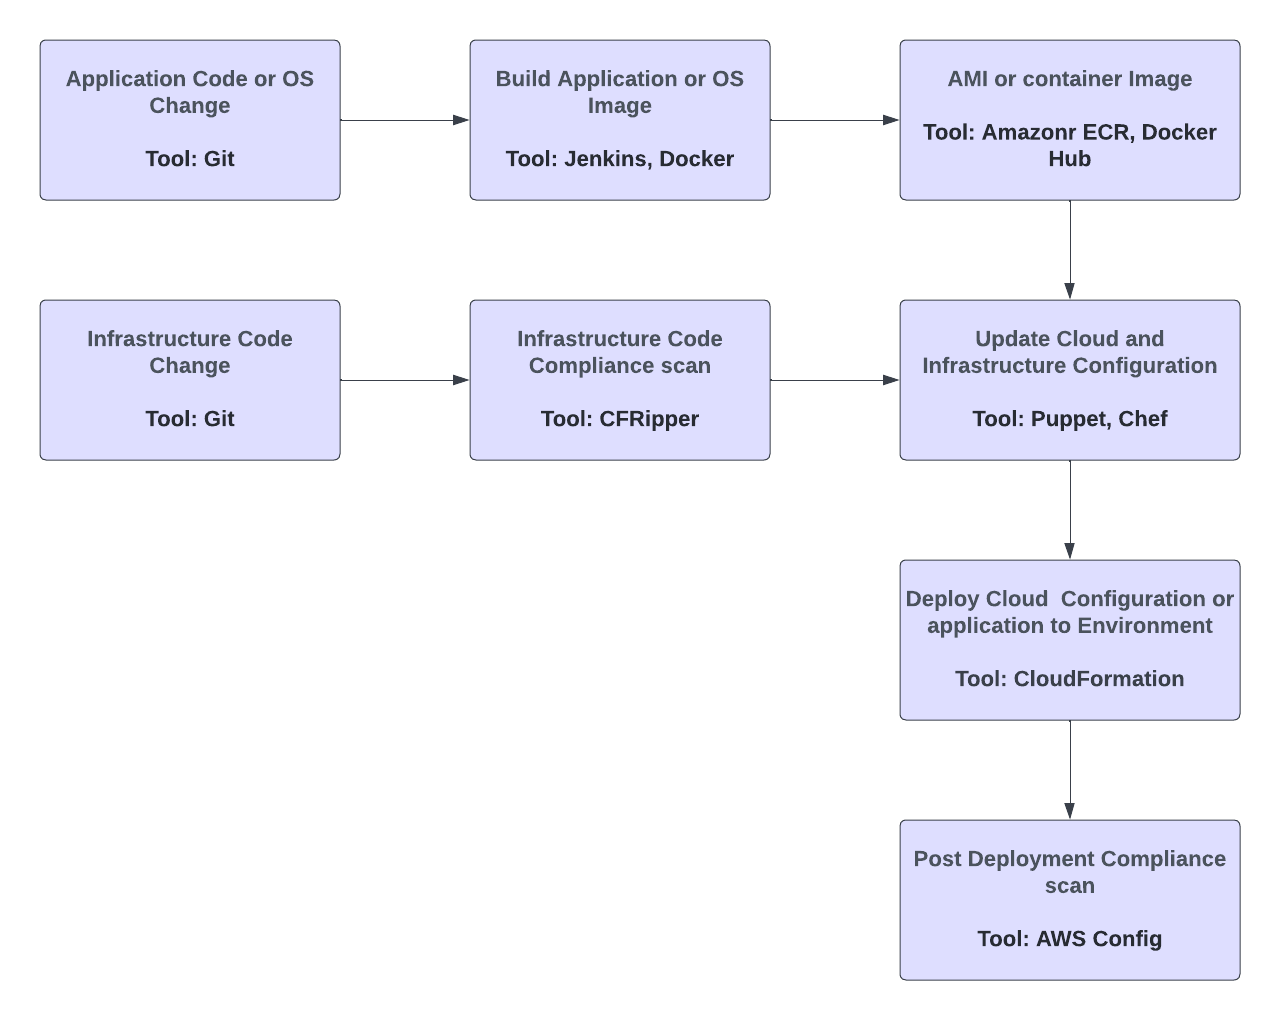 Application Code or OS
Change
Tool: Git
Build Application or OS
Image
Tool: Jenkins, Docker
AMI or container Image
Tool: Amazonr ECR, Docker
Hub
Infrastructure Code
Change
Tool: Git
Infrastructure Code
Compliance scan
Tool: CFRipper
Update Cloud and
Infrastructure Configuration
Tool: Puppet, Chef
Deploy Cloud  Configuration or
application to Environment
Tool: CloudFormation
Post Deployment Compliance
scan
Tool: AWS Config